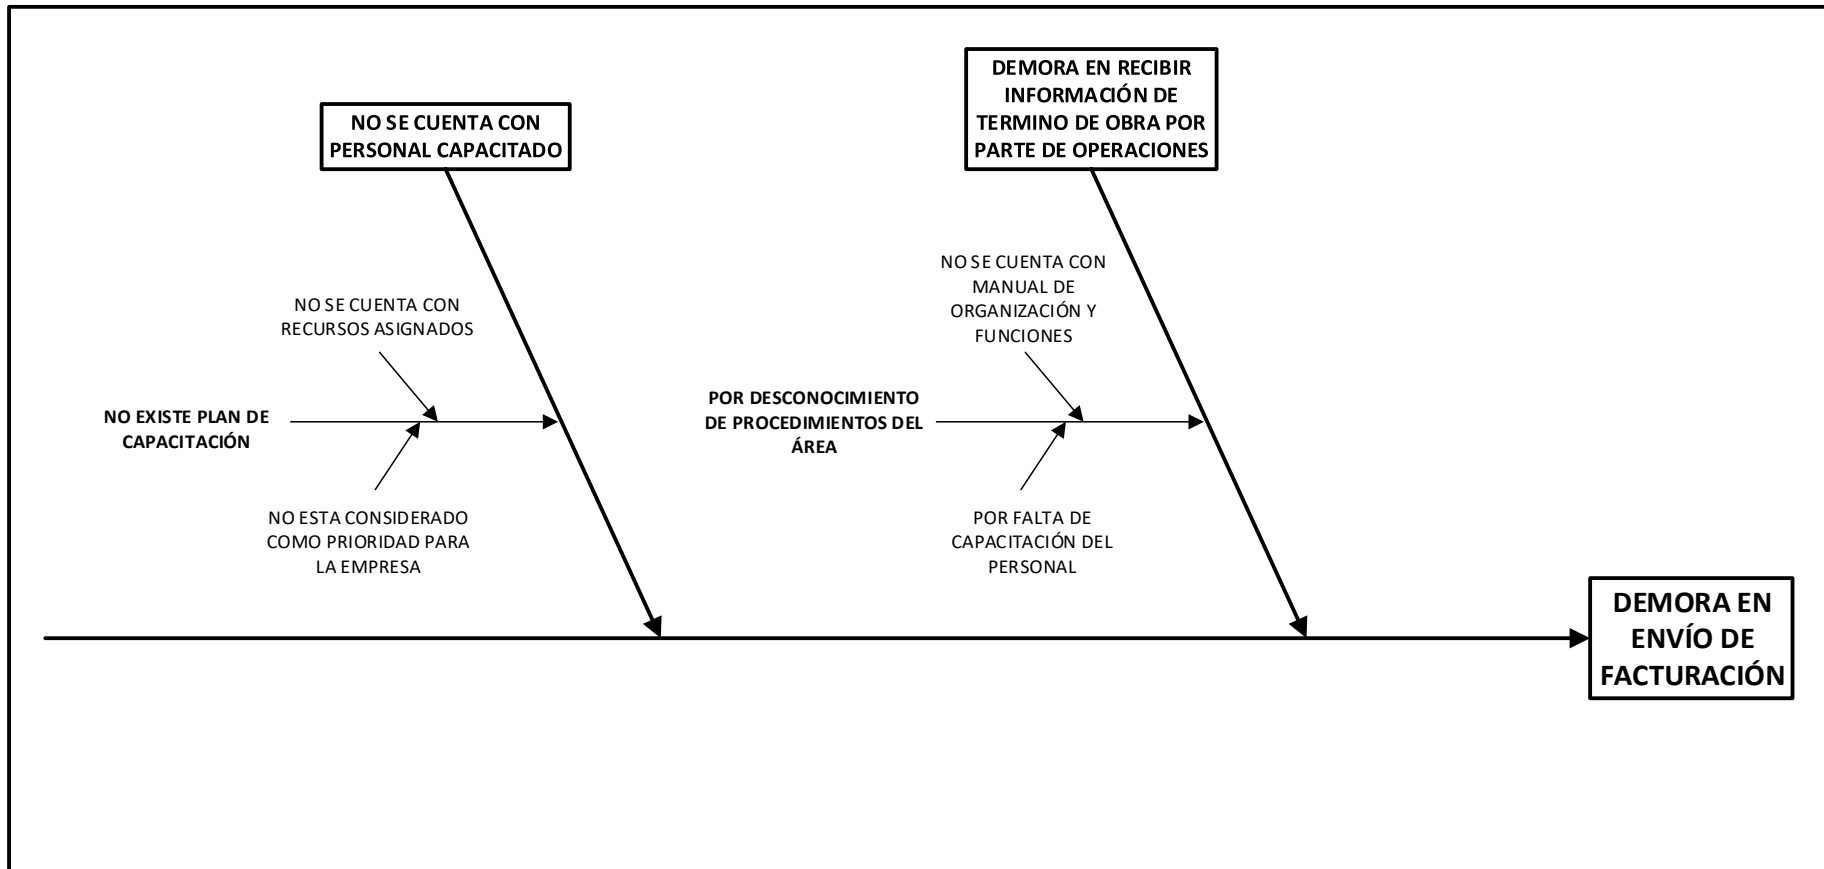 NO SE CUENTA CON
PERSONAL CAPACITADO
DEMORA EN RECIBIR
INFORMACIÓN DE
TERMINO DE OBRA POR
PARTE DE OPERACIONES
NO SE CUENTA CON
RECURSOS ASIGNADOS
NO EXISTE PLAN DE
CAPACITACIÓN
NO ESTA CONSIDERADO
COMO PRIORIDAD PARA
LA EMPRESA
NO SE CUENTA CON
MANUAL DE
ORGANIZACIÓN Y
FUNCIONES
POR DESCONOCIMIENTO
DE PROCEDIMIENTOS DEL
ÁREA
POR FALTA DE
CAPACITACIÓN DEL
PERSONAL
DEMORA EN
ENVÍO DE
FACTURACIÓN